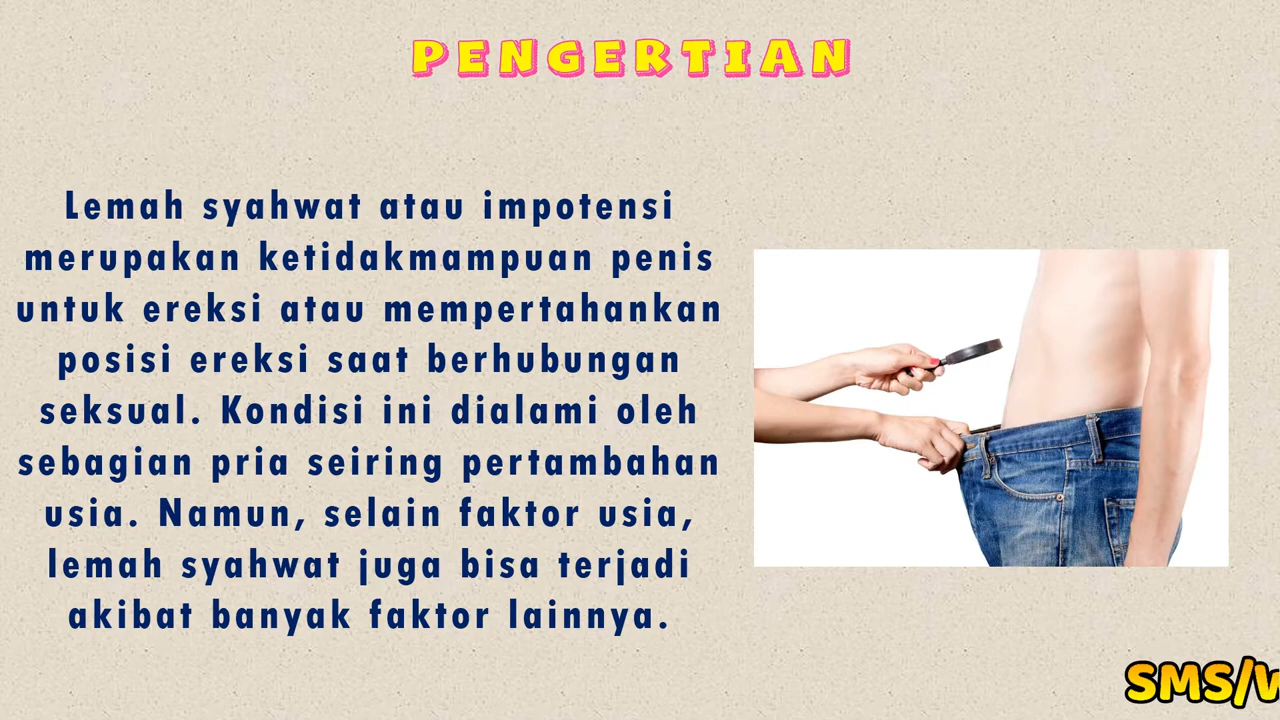 PENGERTIAN
Lemah syahwat atau impotensi
merupakan ketidakmampuan penis
untuk ereksi atau mempertahankan
posisi ereksi saat berhubungan
seksual. Kondisi ini dialami oleh
sebagian pria seiring pertambahan
usia. Namun, selain faktor usia,
lemah syahwat juga bisa terjadi
akibat banyak faktor lainnya.
SMS/